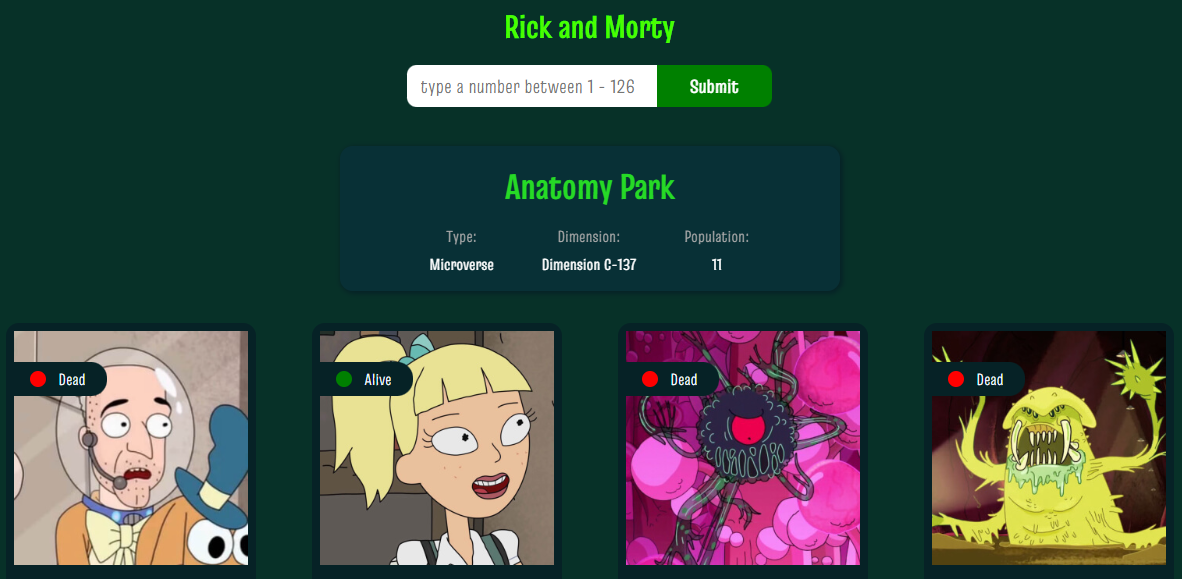 Rick and Morty
type a number between 1 - 126 Submit
Anatomy Park
Type: Dimension: Population:
Microverse Dimension C-137 11
Dead Alive Dead Dead